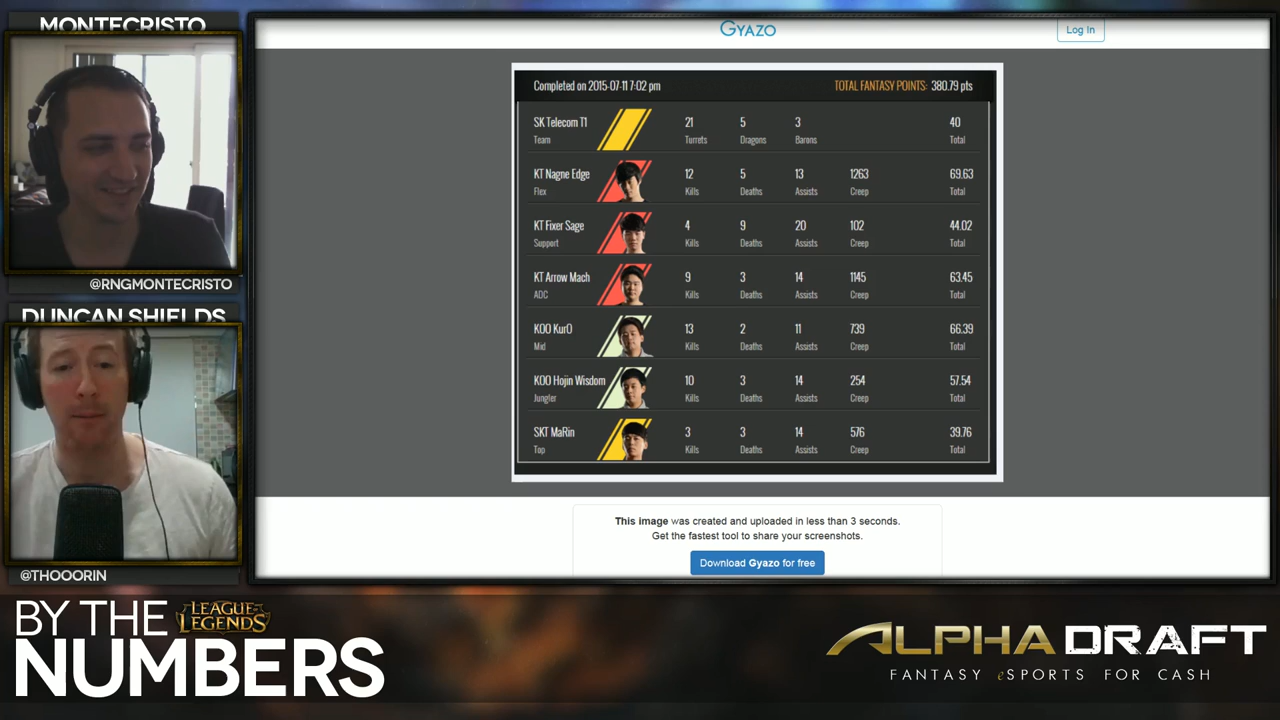 MONTECRISTO
@RNGMONTECRISTO
DUNCAN SHIELDS
@THOOORIN
GYAZO
Log in
Completed on 2015-07-11 7:02 pm
TOTAL FANTASY POINTS: 380.79 pts
SK Telecom T1 21 5 3 40
Team Turrets Dragons Barons Total
KT Nagne Edge 12 5 13 1263 69.63
Flex Kills Deaths Assists Creep Total
KT Fixer Sage 4 9 20 102 44.02
Support Kills Deaths Assists Creep Total
KT Arrow Mach 9 3 14 1145 63.45
ADC Kills Deaths Assists Creep Total
KOO KurO 13 2 11 739 66.39
Mid Kills Deaths Assists Creep Total
KOO Hojin Wisdom 10 3 14 254 57.54
Jungler Kills Deaths Assists Creep Total
SKT MaRin 3 3 14 576 39.76
Top Kills Deaths Assists Creep Total
This image was created and uploaded in less than 3 seconds.
Get the fastest tool to share your screenshots.
Download Gyazo for free
BY THE LEAGUE OF LEGENDS
NUMBERS
ALPHADRAFT
FANTASY eSPORTS FOR CASH